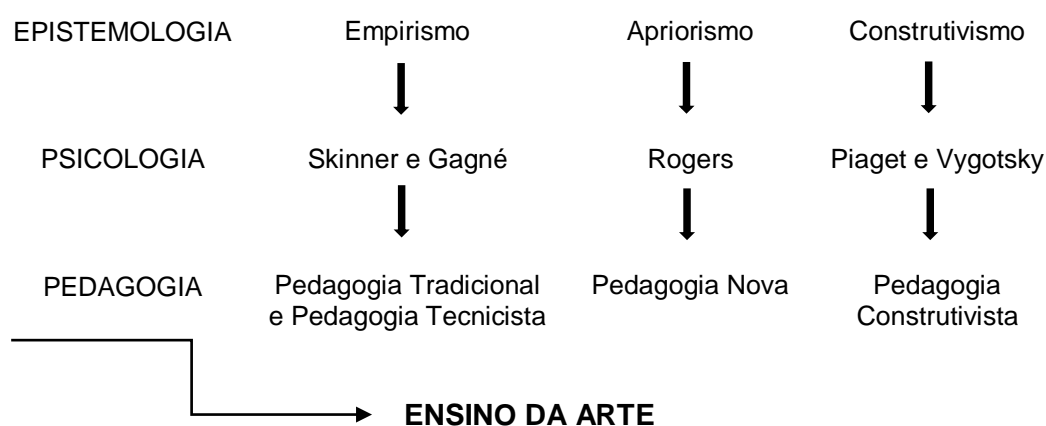 EPISTEMOLOGIA Empirismo Apriorismo Construtivismo
PSICOLOGIA Skinner e Gagné Rogers Piaget e Vygotsky
PEDAGOGIA Pedagogia Tradicional Pedagogia Nova Pedagogia
e Pedagogia Tecnicista Construtivista
ENSINO DA ARTE